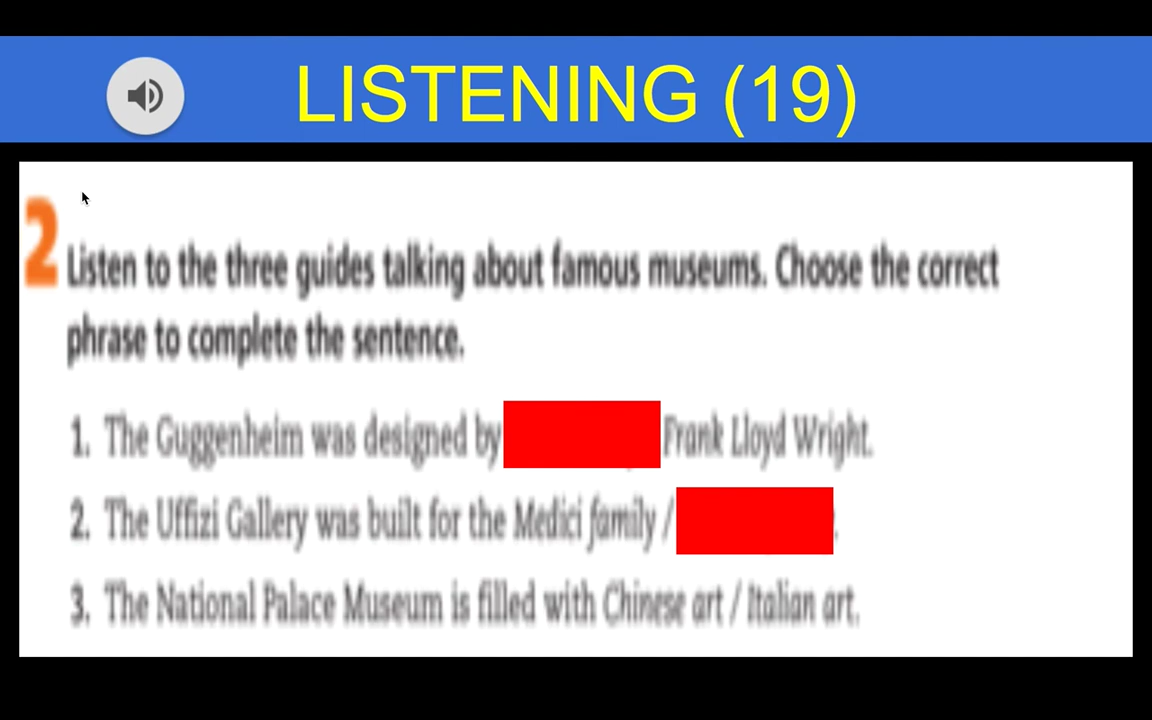 LISTENING (19)
2
Listen to the three guides talking about famous museums. Choose the correct
phrase to complete the sentence.
1. The Guggenheim was designed by Frank Lloyd Wright.
2. The Uffizi Gallery was built for the Medici family /
3. The National Palace Museum is filled with Chinese art / Italian art.